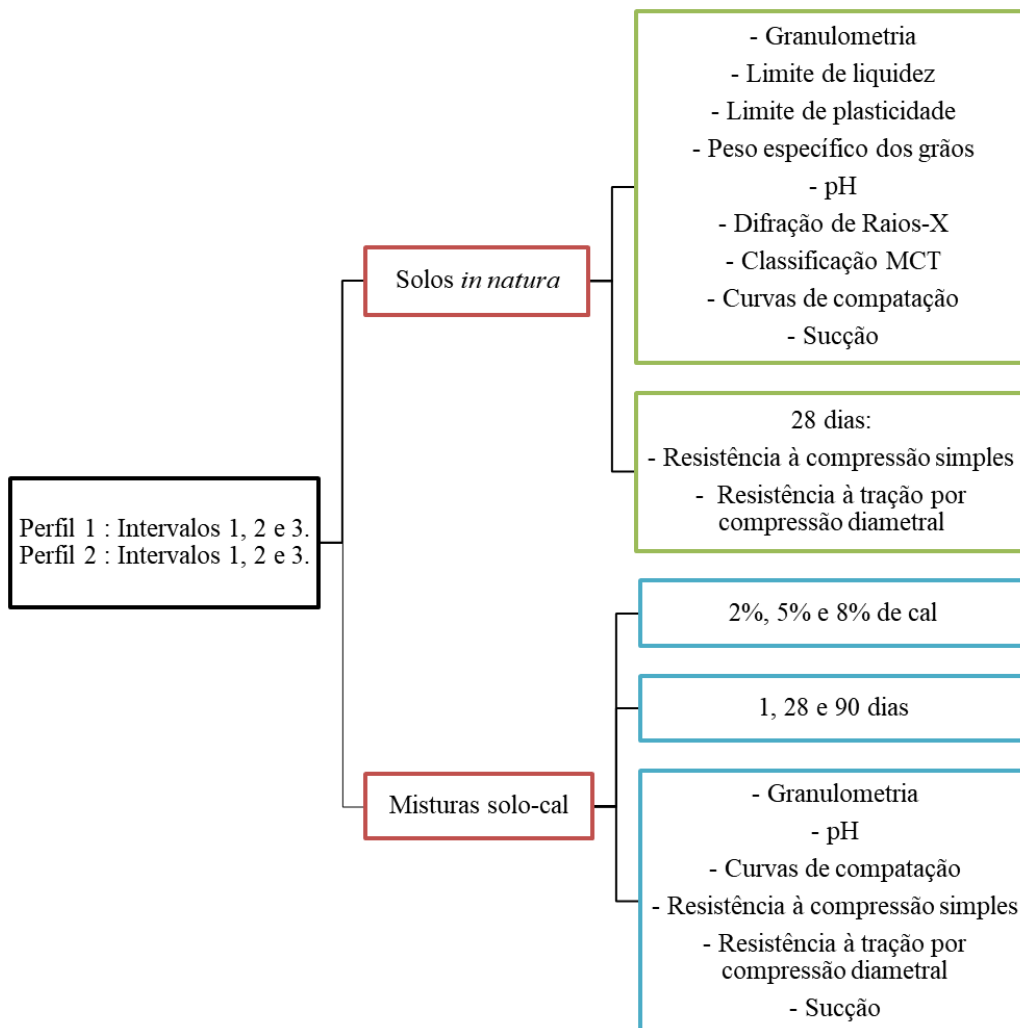 - Granulometria
- Limite de liquidez
- Limite de plasticidade
- Peso específico dos grãos
- pH
- Difração de Raios-X
- Classificação MCT
- Curvas de compatação
- Sucção
Solos in natura
28 dias:
- Resistência à compressão simples
- Resistência à tração por
compressão diametral
Perfil 1 : Intervalos 1, 2 e 3.
Perfil 2 : Intervalos 1, 2 e 3.
2%, 5% e 8% de cal
1, 28 e 90 dias
Misturas solo-cal
- Granulometria
- pH
- Curvas de compatação
- Resistência à compressão simples
- Resistência à tração por
compressão diametral
- Sucção